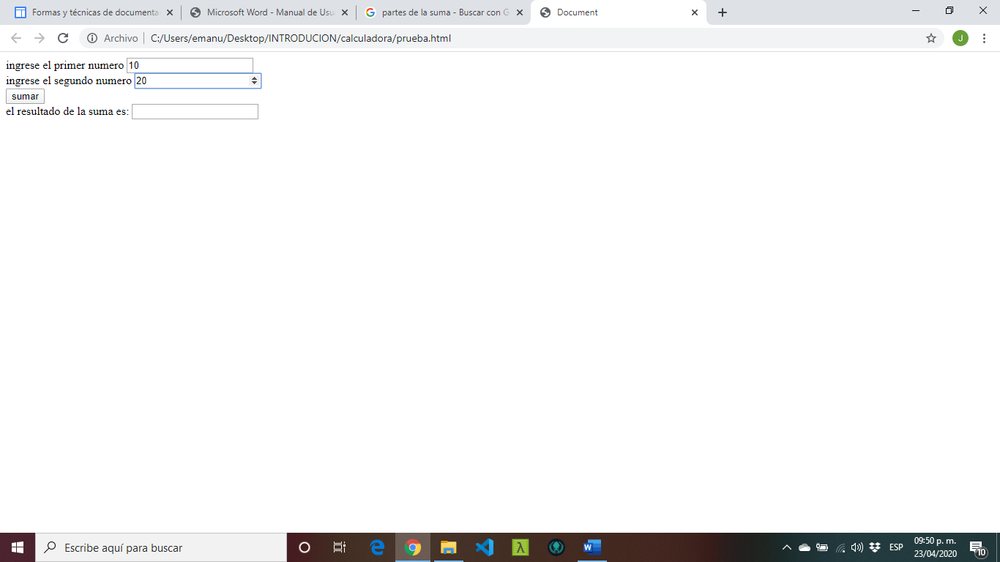 Formas y técnicas de documenta
Microsoft Word - Manual de Usu
partes de la suma - Buscar con G
Document
Archivo
C:/Users/emanu/Desktop/INTRODUCION/calculadora/prueba.html
J
ingrese el primer numero 10
ingrese el segundo numero 20
sumar
el resultado de la suma es:
Escribe aquí para buscar
ESP
09:50 p. m.
23/04/2020
10